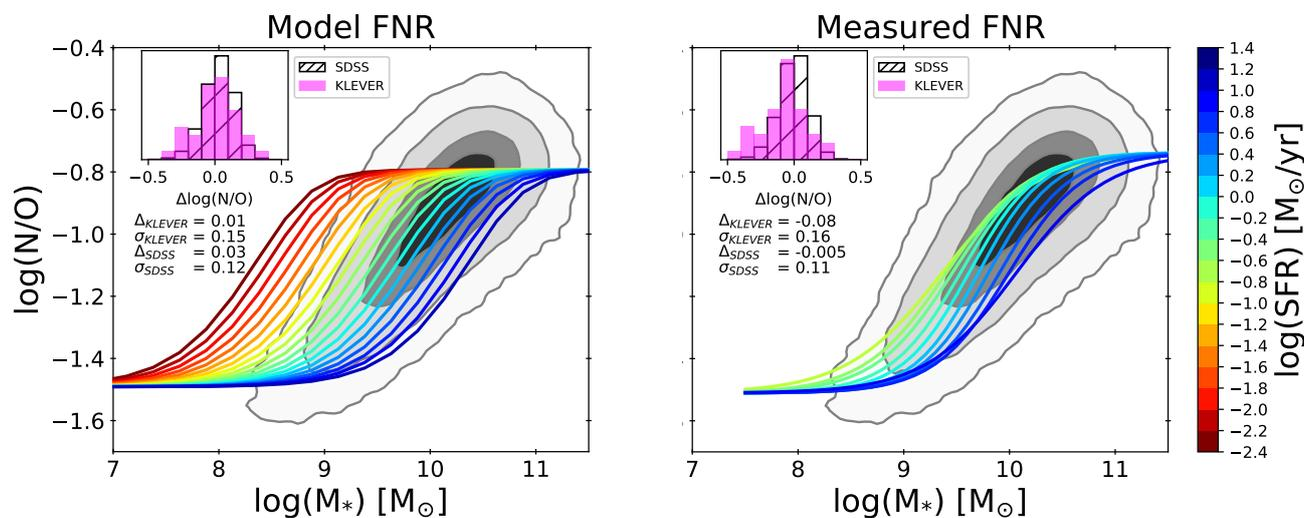 Model FNR
Measured FNR
SDSS
KLEVER
SDSS
KLEVER
−0.5 0.0 0.5
Δlog(N/O)
Δ_KLEVER = 0.01
σ_KLEVER = 0.15
Δ_SDSS = 0.03
σ_SDSS = 0.12
−0.5 0.0 0.5
Δlog(N/O)
Δ_KLEVER = -0.08
σ_KLEVER = 0.16
Δ_SDSS = -0.005
σ_SDSS = 0.11
log(N/O)
−0.4
−0.6
−0.8
−1.0
−1.2
−1.4
−1.6
7 8 9 10 11
log(M*) [M⊙]
7 8 9 10 11
log(M*) [M⊙]
1.4
1.2
1.0
0.8
0.6
0.4
0.2
0.0
−0.2
−0.4
−0.6
−0.8
−1.0
−1.2
−1.4
−1.6
−1.8
−2.0
−2.2
−2.4
log(SFR) [M⊙/yr]